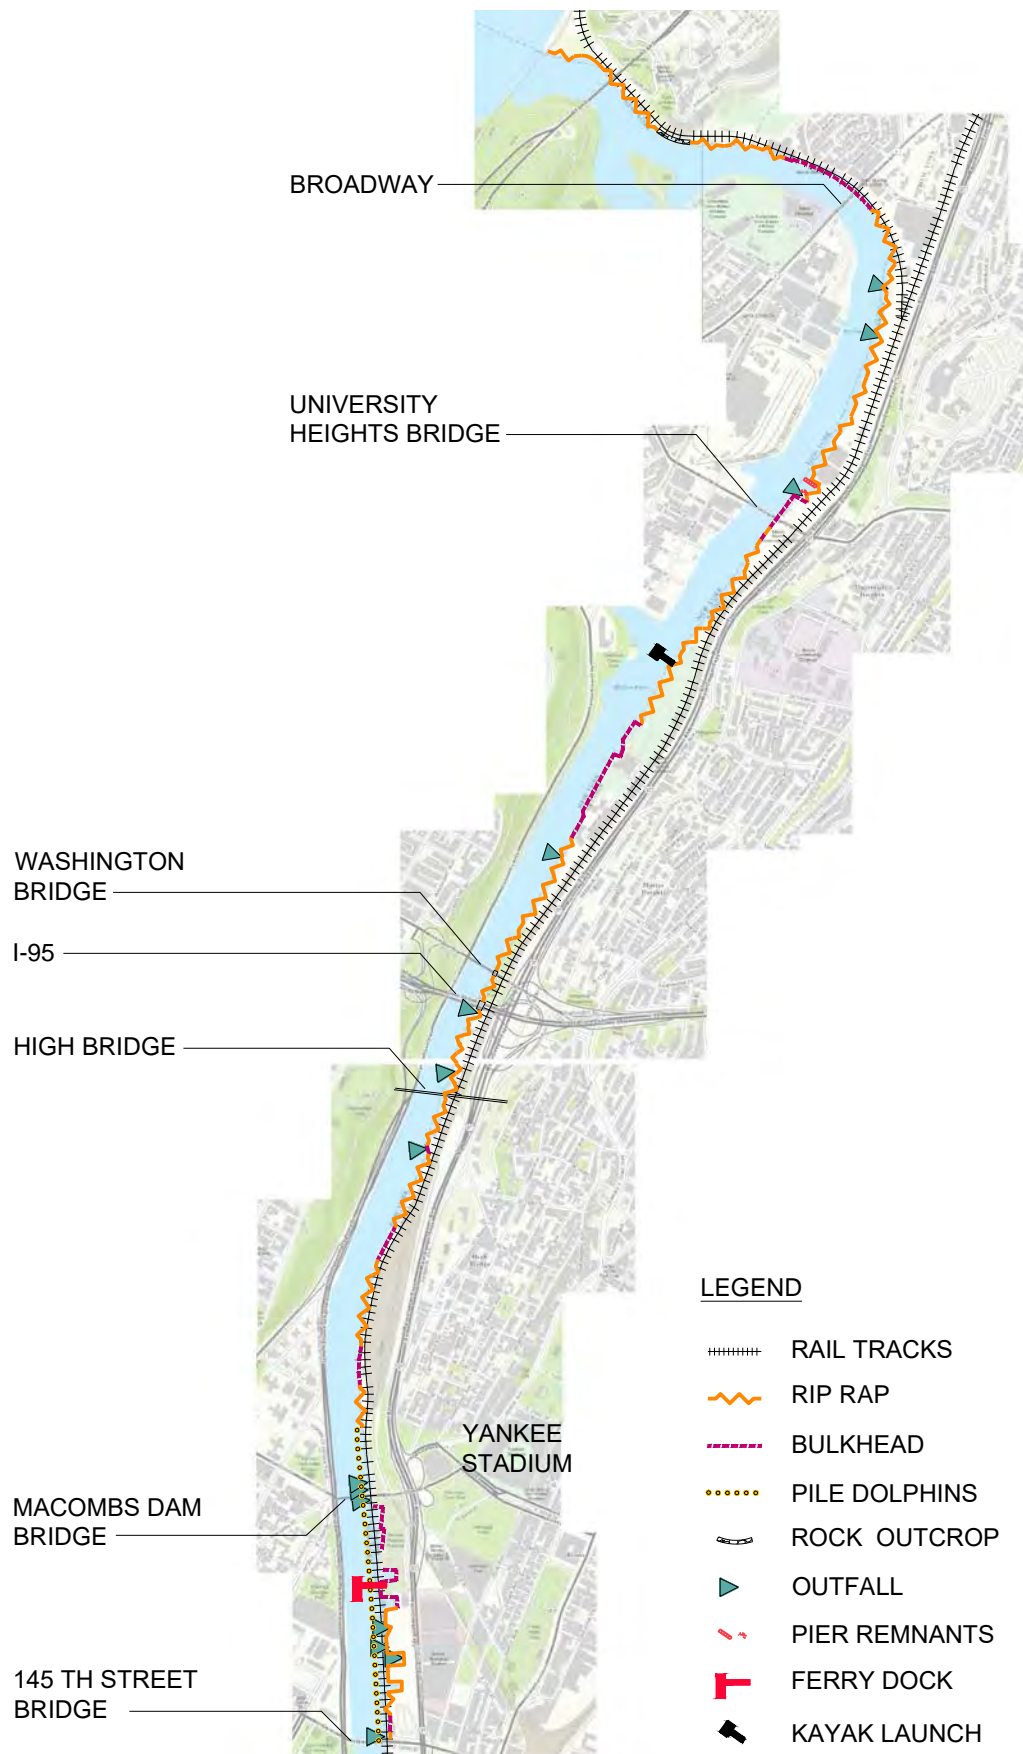 BROADWAY
UNIVERSITY
HEIGHTS BRIDGE
WASHINGTON
BRIDGE
I-95
HIGH BRIDGE
YANKEE
STADIUM
MACOMBS DAM
BRIDGE
145 TH STREET
BRIDGE
LEGEND
RAIL TRACKS
RIP RAP
BULKHEAD
PILE DOLPHINS
ROCK OUTCROP
OUTFALL
PIER REMNANTS
FERRY DOCK
KAYAK LAUNCH